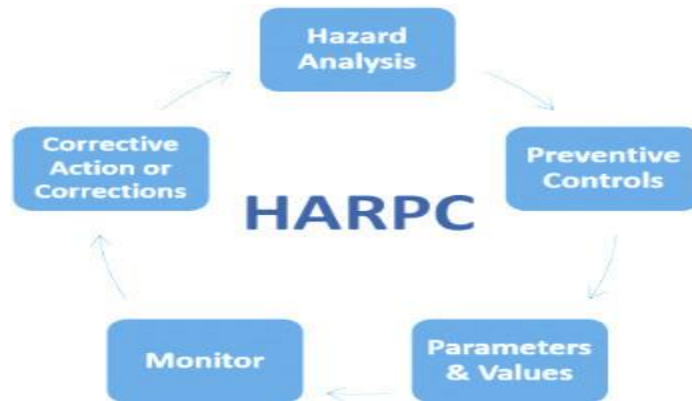 Hazard
Analysis
Preventive
Controls
Parameters
& Values
Monitor
Corrective
Action or
Corrections
HARPC